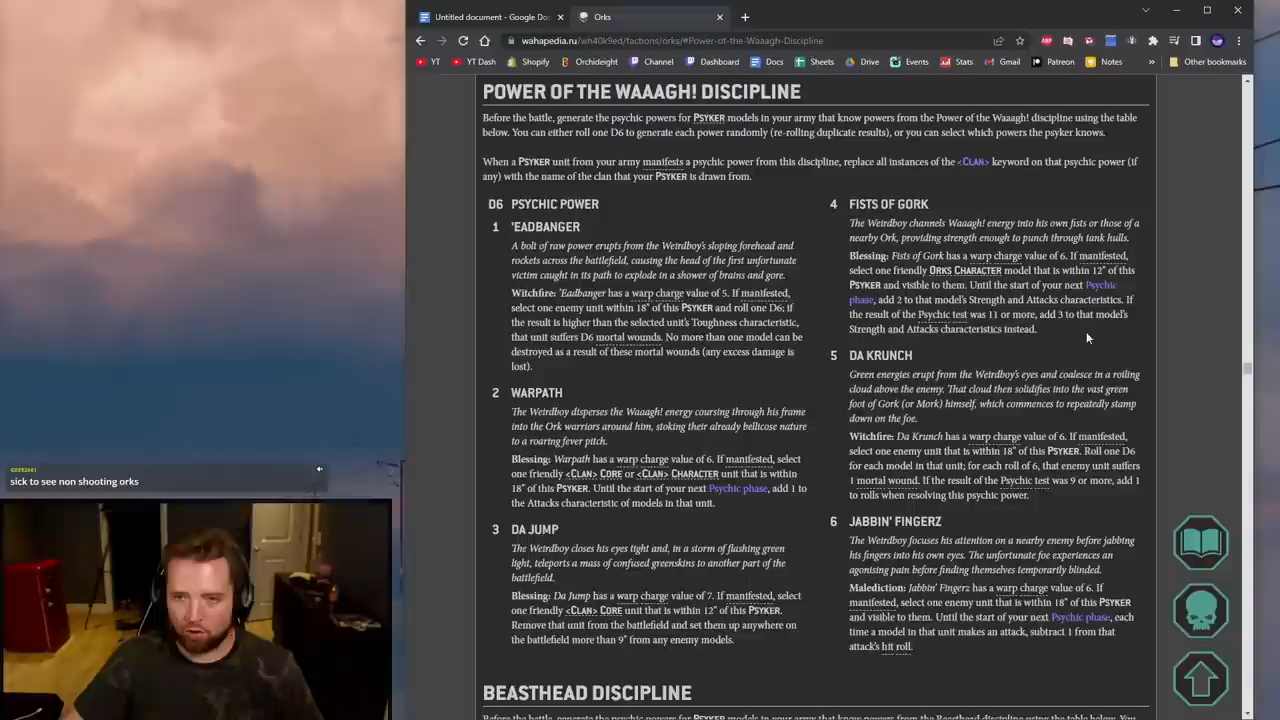 Untitled document - Google Doc
Orks
wahapedia.ru/wh40k9ed/factions/orks/#Power-of-the-Waaagh-Discipline
YT YT Shopify Orchideight Channel Dashboard Docs Sheets Drive Events Stats Gmail Patreon Notes » Other bookmarks
POWER OF THE WAAAGH! DISCIPLINE
Before the battle, generate the psychic powers for PSYKER models in your army that know powers from the Power of the Waaagh! discipline using the table
below. You can either roll one D6 to generate each power randomly (re-rolling duplicate results), or you can select which powers the psyker knows.
When a PSYKER unit from your army manifests a psychic power from this discipline, replace all instances of the <CLAN> keyword on that psychic power (if
any) with the name of the clan that your PSYKER is drawn from.
D6 PSYCHIC POWER
1 'EADBANGER
A bolt of raw power erupts from the Weirdboy's sloping forehead and
rockets across the battlefield, causing the head of the first unfortunate
victim caught in its path to explode in a shower of brains and gore.
Witchfire: 'Eadbanger has a warp charge value of 5. If manifested,
select one enemy unit within 18" of this PSYKER and roll one D6; if
the result is higher than the selected unit's Toughness characteristic,
that unit suffers D6 mortal wounds. No more than one model can be
destroyed as a result of these mortal wounds (any excess damage is
lost).
2 WARPATH
The Weirdboy disperses the Waaagh! energy coursing through his frame
into the Ork warriors around him, stoking their already bellicose nature
to a roaring fever pitch.
Blessing: Warpath has a warp charge value of 6. If manifested, select
one friendly <CLAN> CORE or <CLAN> CHARACTER unit that is within
18" of this PSYKER. Until the start of your next Psychic phase, add 1 to
the Attacks characteristic of models in that unit.
3 DA JUMP
The Weirdboy closes his eyes tight and, in a storm of flashing green
light, teleports a mass of confused greenskins to another part of the
battlefield.
Blessing: Da Jump has a warp charge value of 7. If manifested, select
one friendly <CLAN> CORE unit that is within 12" of this PSYKER.
Remove that unit from the battlefield and set them up anywhere on
the battlefield more than 9" from any enemy models.
4 FISTS OF GORK
The Weirdboy channels Waaagh! energy into his own fists or those of a
nearby Ork, providing strength enough to punch through tank hulls.
Blessing: Fists of Gork has a warp charge value of 6. If manifested,
select one friendly ORKS CHARACTER model that is within 12" of this
PSYKER and visible to them. Until the start of your next Psychic
phase, add 2 to that model's Strength and Attacks characteristics. If
the result of the Psychic test was 11 or more, add 3 to that model's
Strength and Attacks characteristics instead.
5 DA KRUNCH
Green energies erupt from the Weirdboy's eyes and coalesce in a roiling
cloud above the enemy. That cloud then solidifies into the vast green
foot of Gork (or Mork) himself, which commences to repeatedly stamp
down on the foe.
Witchfire: Da Krunch has a warp charge value of 6. If manifested,
select one enemy unit that is within 18" of this PSYKER. Roll one D6
for each model in that unit; for each roll of 6, that enemy unit suffers
1 mortal wound. If the result of the Psychic test was 9 or more, add 1
to rolls when resolving this psychic power.
6 JABBIN' FINGERZ
The Weirdboy focuses his attention on a nearby enemy before jabbing
his fingers into his own eyes. The unfortunate foe experiences an
agonising pain before finding themselves temporarily blinded.
Malediction: Jabbin' Fingerz has a warp charge value of 6. If
manifested, select one enemy unit that is within 18" of this PSYKER
and visible to them. Until the start of your next Psychic phase, each
time a model in that unit makes an attack, subtract 1 from that
attack's hit roll.
BEASTHEAD DISCIPLINE
Before the battle, generate the psychic powers for PSYKER models in your army that know powers from the Beasthead discipline using the table below. You
sick to see non shooting orks